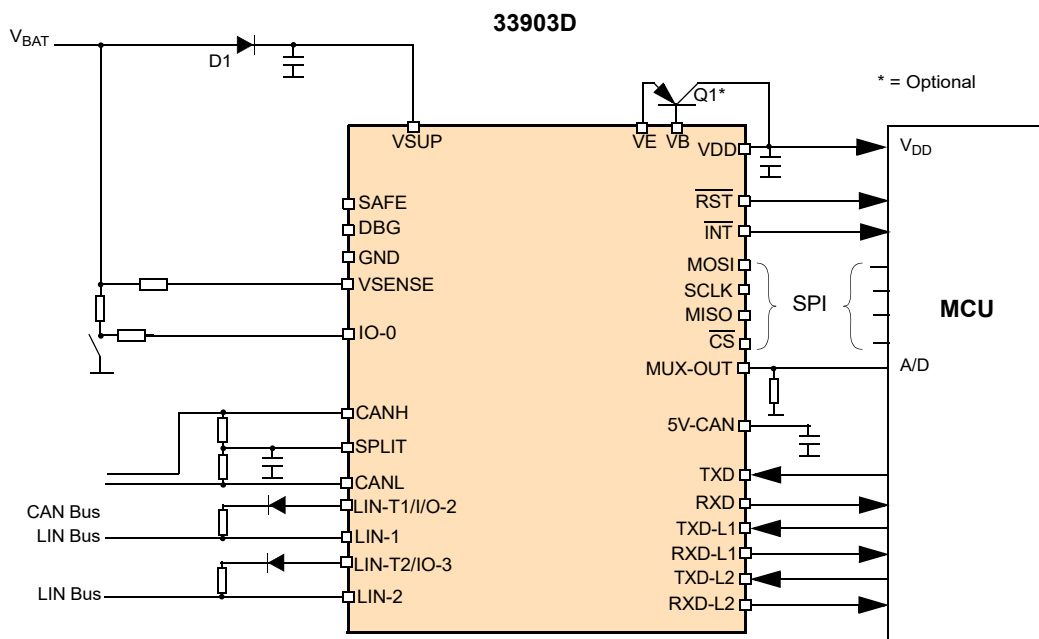 33903D
V_BAT
D1
Q1*
* = Optional
VSUP
VE
VB
VDD
V_DD
SAFE
RST
DBG
INT
GND
MOSI
VSENSE
SCLK
SPI
MISO
MCU
IO-0
CS
MUX-OUT
A/D
CANH
5V-CAN
SPLIT
TXD
CANL
RXD
LIN-T1/I/O-2
CAN Bus
TXD-L1
LIN Bus
LIN-1
RXD-L1
LIN-T2/IO-3
TXD-L2
LIN Bus
LIN-2
RXD-L2